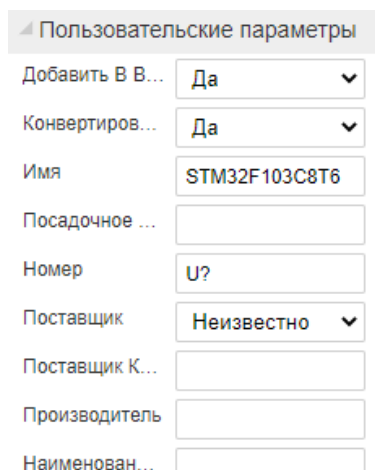 Пользовательские параметры
Добавить В В... Да
Конвертиров... Да
Имя STM32F103C8T6
Посадочное ...
Номер U?
Поставщик Неизвестно
Поставщик К...
Производитель
Наименован...